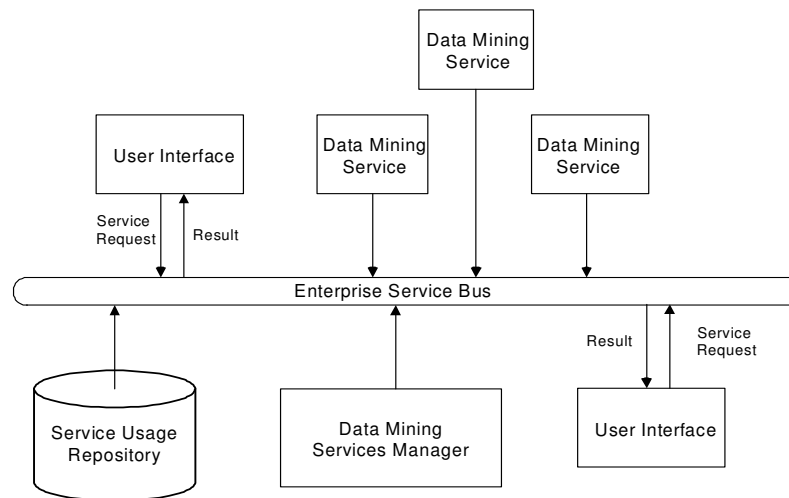 Data Mining
Service
User Interface
Data Mining
Service
Data Mining
Service
Service
Request
Result
Enterprise Service Bus
Result
Service
Request
Service Usage
Repository
Data Mining
Services Manager
User Interface